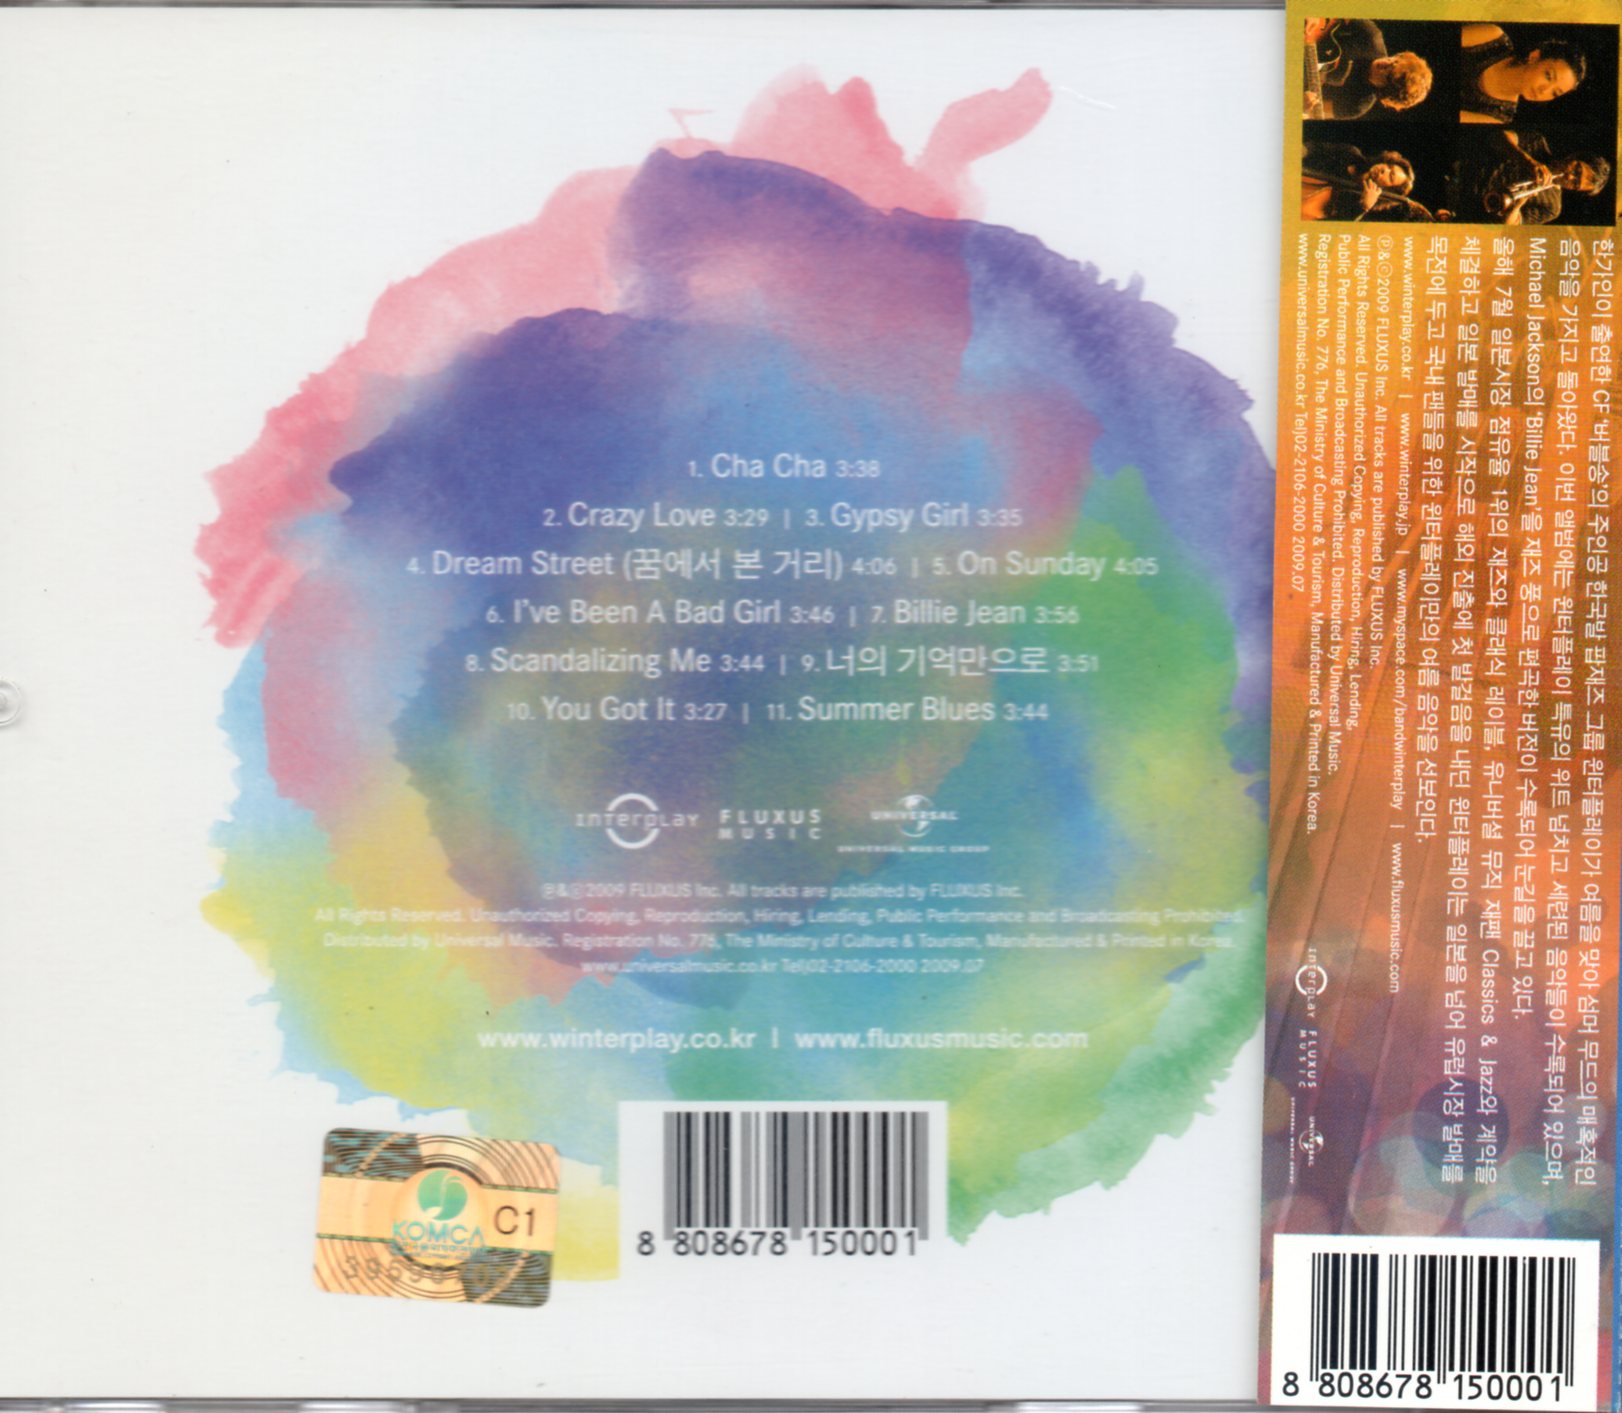 1. Cha Cha 3:38
2. Crazy Love 3:29 | 3. Gypsy Girl 3:35
4. Dream Street (꿈에서 본 거리) 4:06 | 5. On Sunday 4:05
6. I've Been A Bad Girl 3:46 | 7. Billie Jean 3:56
8. Scandalizing Me 3:44 | 9. 너의 기억만으로 3:51
10. You Got It 3:27 | 11. Summer Blues 3:44
interplay FLUXUS MUSIC UNIVERSAL
UNIVERSAL MUSIC GROUP
℗&ⓒ2009 FLUXUS Inc. All tracks are published by FLUXUS Inc.
All Rights Reserved. Unauthorized Copying, Reproduction, Hiring, Lending, Public Performance and Broadcasting Prohibited.
Distributed by Universal Music. Registration No. 776, The Ministry of Culture & Tourism, Manufactured & Printed in Korea.
www.universalmusic.co.kr Tel)02-2106-2000 2009.07
www.winterplay.co.kr | www.fluxusmusic.com
KOMCA
C1
8 808678 150001
한가인이 출연한 CF '버블송'의 주인공 한국발 팝재즈 그룹 윈터플레이가 여름을 맞아 섬머 무드의 매혹적인
음악을 가지고 돌아왔다. 이번 앨범에는 윈터플레이 특유의 위트 넘치고 세련된 음악들이 수록되어 있으며,
Michael Jackson의 'Billie Jean'을 재즈 풍으로 편곡한 버전이 수록되어 눈길을 끌고 있다.
올해 7월 일본시장 점유율 1위의 재즈와 클래식 레이블, 유니버설 뮤직 재팬 Classics & Jazz와 계약을
체결하고 일본 발매를 시작으로 해외 진출에 첫 발걸음을 내딘 윈터플레이는 일본을 넘어 유럽시장 발매를
목전에 두고 국내 팬들을 위한 윈터플레이만의 여름 음악을 선보인다.
www.winterplay.co.kr | www.winterplay.jp | www.myspace.com/bandwinterplay | www.fluxusmusic.com
℗&ⓒ2009 FLUXUS Inc. All tracks are published by FLUXUS Inc.
All Rights Reserved. Unauthorized Copying, Reproduction, Hiring, Lending,
Public Performance and Broadcasting Prohibited. Distributed by Universal Music.
Registration No. 776, The Ministry of Culture & Tourism, Manufactured & Printed in Korea.
www.universalmusic.co.kr Tel)02-2106-2000 2009.07
interplay FLUXUS MUSIC UNIVERSAL
UNIVERSAL MUSIC GROUP
8 808678 150001